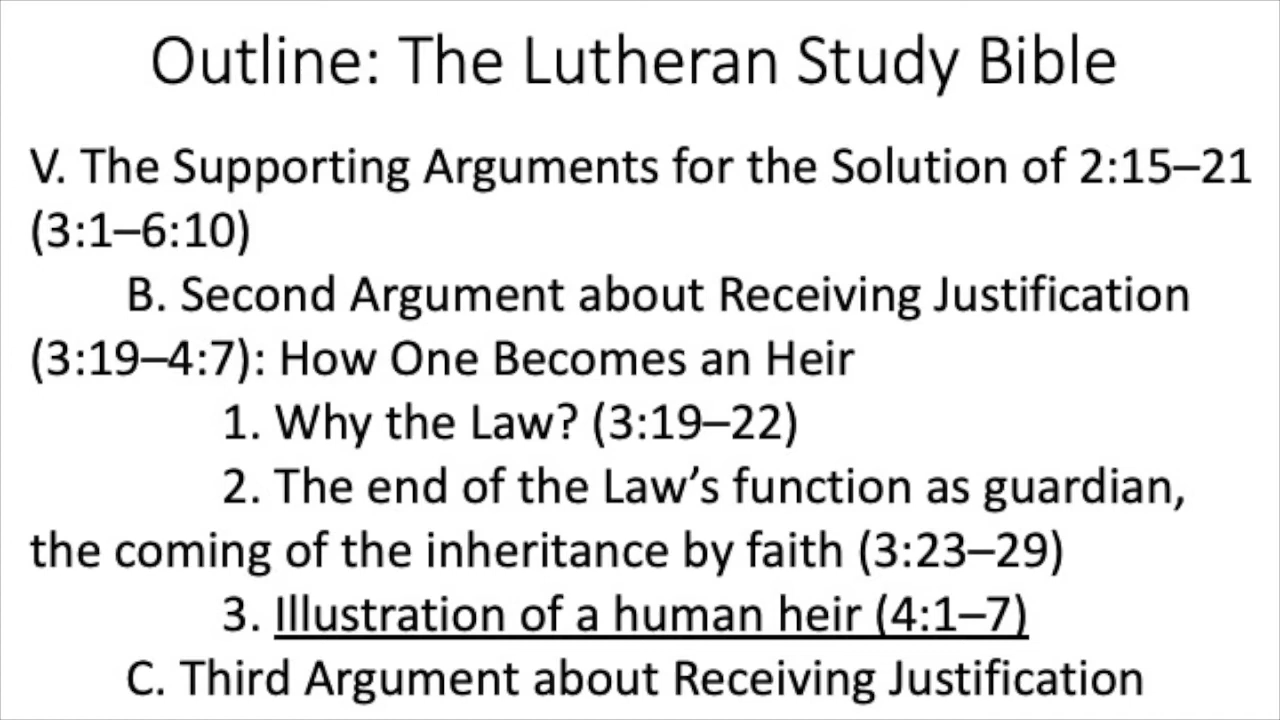 Outline: The Lutheran Study Bible
V. The Supporting Arguments for the Solution of 2:15–21
(3:1–6:10)
B. Second Argument about Receiving Justification
(3:19–4:7): How One Becomes an Heir
1. Why the Law? (3:19–22)
2. The end of the Law’s function as guardian,
the coming of the inheritance by faith (3:23–29)
3. Illustration of a human heir (4:1–7)
C. Third Argument about Receiving Justification